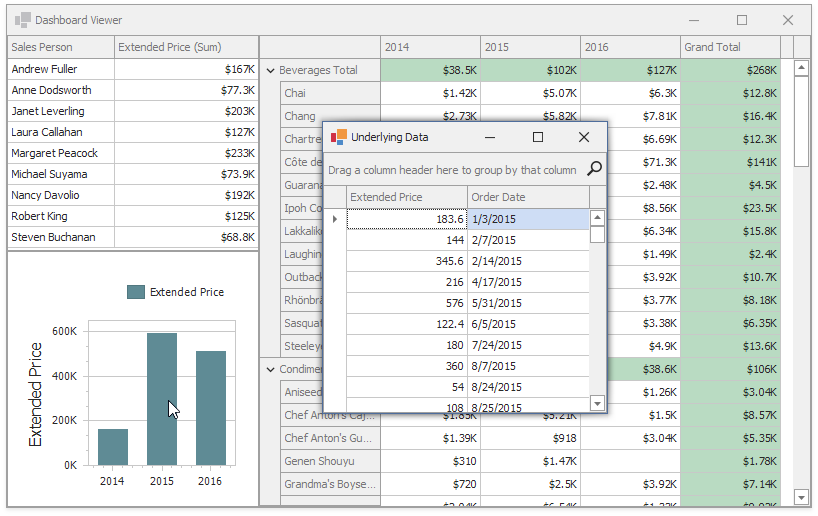 Dashboard Viewer
Sales Person Extended Price (Sum)
Andrew Fuller $167K
Anne Dodsworth $77.3K
Janet Leverling $203K
Laura Callahan $127K
Margaret Peacock $233K
Michael Suyama $73.9K
Nancy Davolio $192K
Robert King $125K
Steven Buchanan $68.8K
Extended Price
Extended Price
600K
400K
200K
0K
2014 2015 2016
2014 2015 2016 Grand Total
Beverages Total $38.5K $102K $127K $268K
Chai $1.42K $5.07K $6.3K $12.8K
Chang $2.73K $5.82K $7.81K $16.4K
Chartre $6.69K $12.3K
Côte de $71.3K $141K
Guarana $2.48K $4.5K
Ipoh Co $8.56K $23.5K
Lakkalik $6.34K $15.8K
Laughin $1.49K $2.4K
Outback $3.92K $10.7K
Rhönbr $3.77K $8.18K
Sasquat $3.38K $6.35K
Steeley $4.9K $13.6K
Condime $38.6K $106K
Aniseed $1.26K $3.04K
Chef Anton's Caj... $1.85K $5.21K $1.5K $8.57K
Chef Anton's Gu... $1.39K $918 $3.04K $5.35K
Genen Shouyu $310 $1.47K $1.78K
Grandma's Boyse... $720 $2.5K $3.92K $7.14K
Underlying Data
Drag a column header here to group by that column
Extended Price Order Date
183.6 1/3/2015
144 2/7/2015
345.6 2/14/2015
216 4/17/2015
576 5/31/2015
122.4 6/5/2015
180 7/24/2015
360 8/7/2015
54 8/24/2015
108 8/25/2015